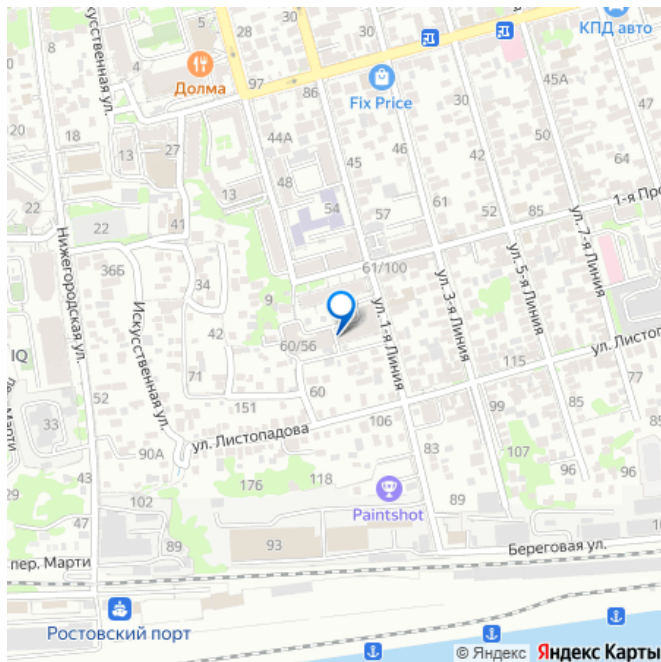 КПД авто
28
60
5
Долма
97
86
Fix Price
30
45А
47
20
18
44А
30
50
46
45
42
64
27
13
48
13
1-я Про
54
57
61
52
85
22
22
41
ул. 7-я Линия
Нижегородская ул.
36Б
34
61/100
ул. 5-я Линия
Искусственная ул.
9
ул. 1-я Линия
ул. 3-я Линия
42
IQ
60/56
115
ул. Листоп
71
60
52
151
106
99
85
77
33
ул. Листопадова
90А
83
107
85
43
176
118
96
96
29
102
89
47
Paintshot
89
93
Береговая ул.
пер. Марти
Ростовский порт
© Яндекс Яндекс Карты